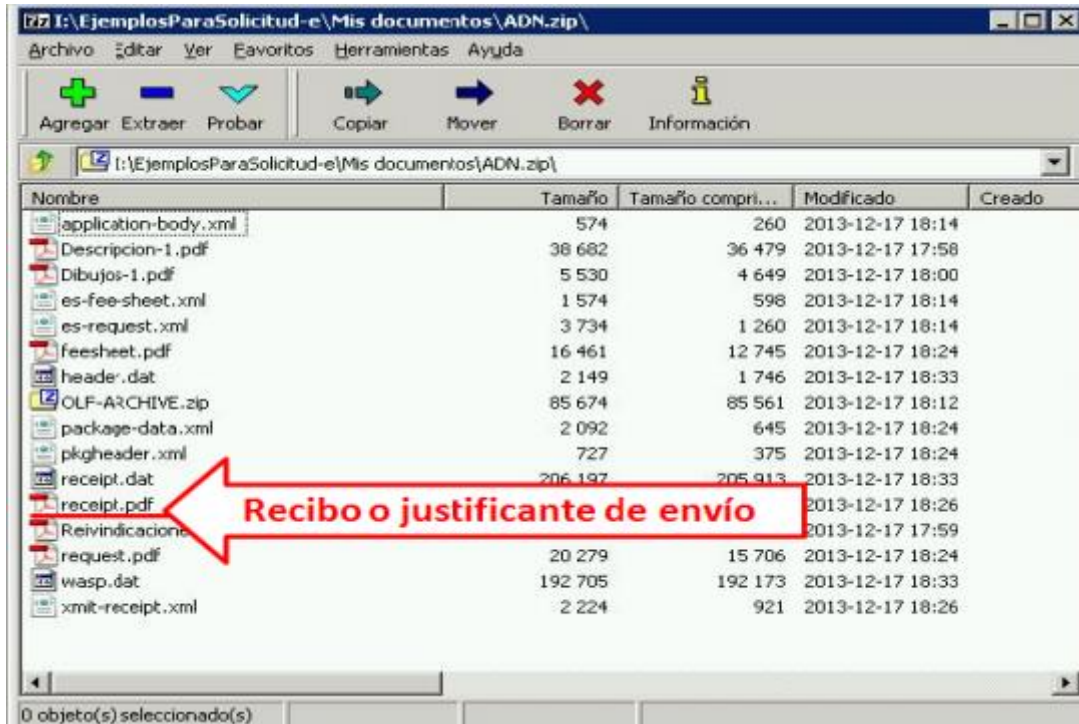 I:\EjemplosParaSolicitud-e\Mis documentos\ADN.zip\
Archivo Editar Ver Favoritos Herramientas Ayuda
Agregar Extraer Probar Copiar Mover Borrar Información
I:\EjemplosParaSolicitud-e\Mis documentos\ADN.zip\
Nombre Tamaño Tamaño compri... Modificado Creado
application-body.xml 574 260 2013-12-17 18:14
Descripcion-1.pdf 38 682 36 479 2013-12-17 17:58
Dibujos-1.pdf 5 530 4 649 2013-12-17 18:00
es-fee-sheet.xml 1 574 598 2013-12-17 18:14
es-request.xml 3 734 1 260 2013-12-17 18:14
feesheet.pdf 16 461 12 745 2013-12-17 18:24
header.dat 2 149 1 746 2013-12-17 18:33
OLF-ARCHIVE.zip 85 674 85 561 2013-12-17 18:12
package-data.xml 2 092 645 2013-12-17 18:24
pkgheader.xml 727 375 2013-12-17 18:24
receipt.dat 206 197 205 913 2013-12-17 18:33
receipt.pdf Recibo o justificante de envío 2013-12-17 18:26
Reivindicacione 2013-12-17 17:59
request.pdf 20 279 15 706 2013-12-17 18:24
wasp.dat 192 705 192 173 2013-12-17 18:33
xmit-receipt.xml 2 224 921 2013-12-17 18:26
0 objeto(s) seleccionado(s)